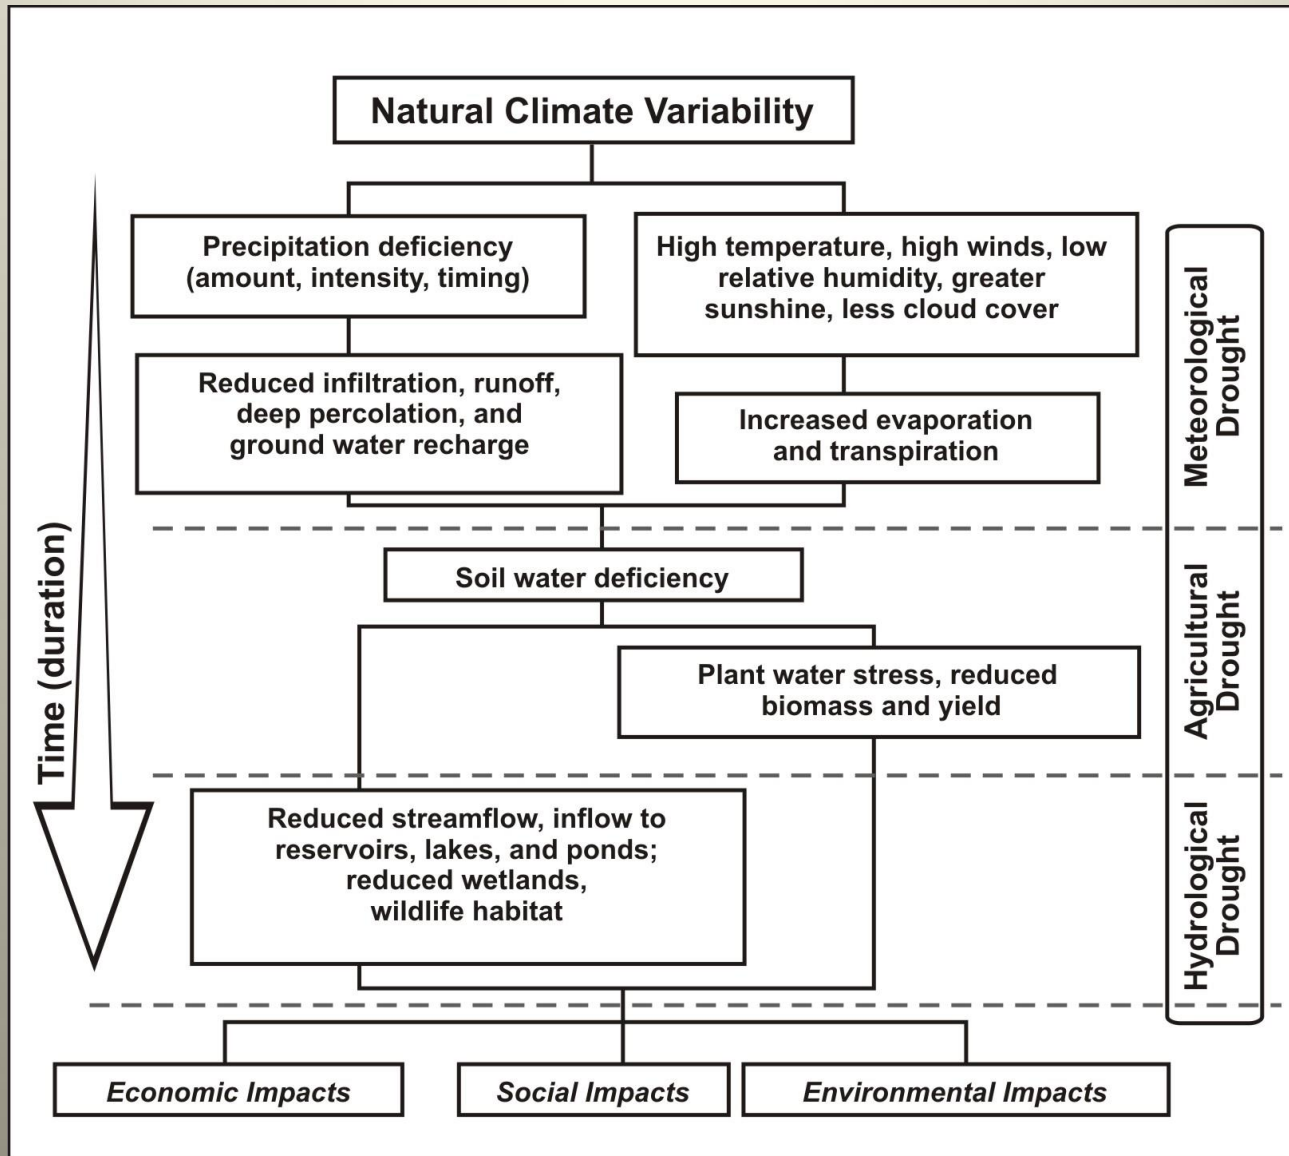 Natural Climate Variability
Precipitation deficiency
(amount, intensity, timing)
High temperature, high winds, low
relative humidity, greater
sunshine, less cloud cover
Reduced infiltration, runoff,
deep percolation, and
ground water recharge
Increased evaporation
and transpiration
Meteorological
Drought
Soil water deficiency
Plant water stress, reduced
biomass and yield
Agricultural
Drought
Time (duration)
Reduced streamflow, inflow to
reservoirs, lakes, and ponds;
reduced wetlands,
wildlife habitat
Hydrological
Drought
Economic Impacts
Social Impacts
Environmental Impacts